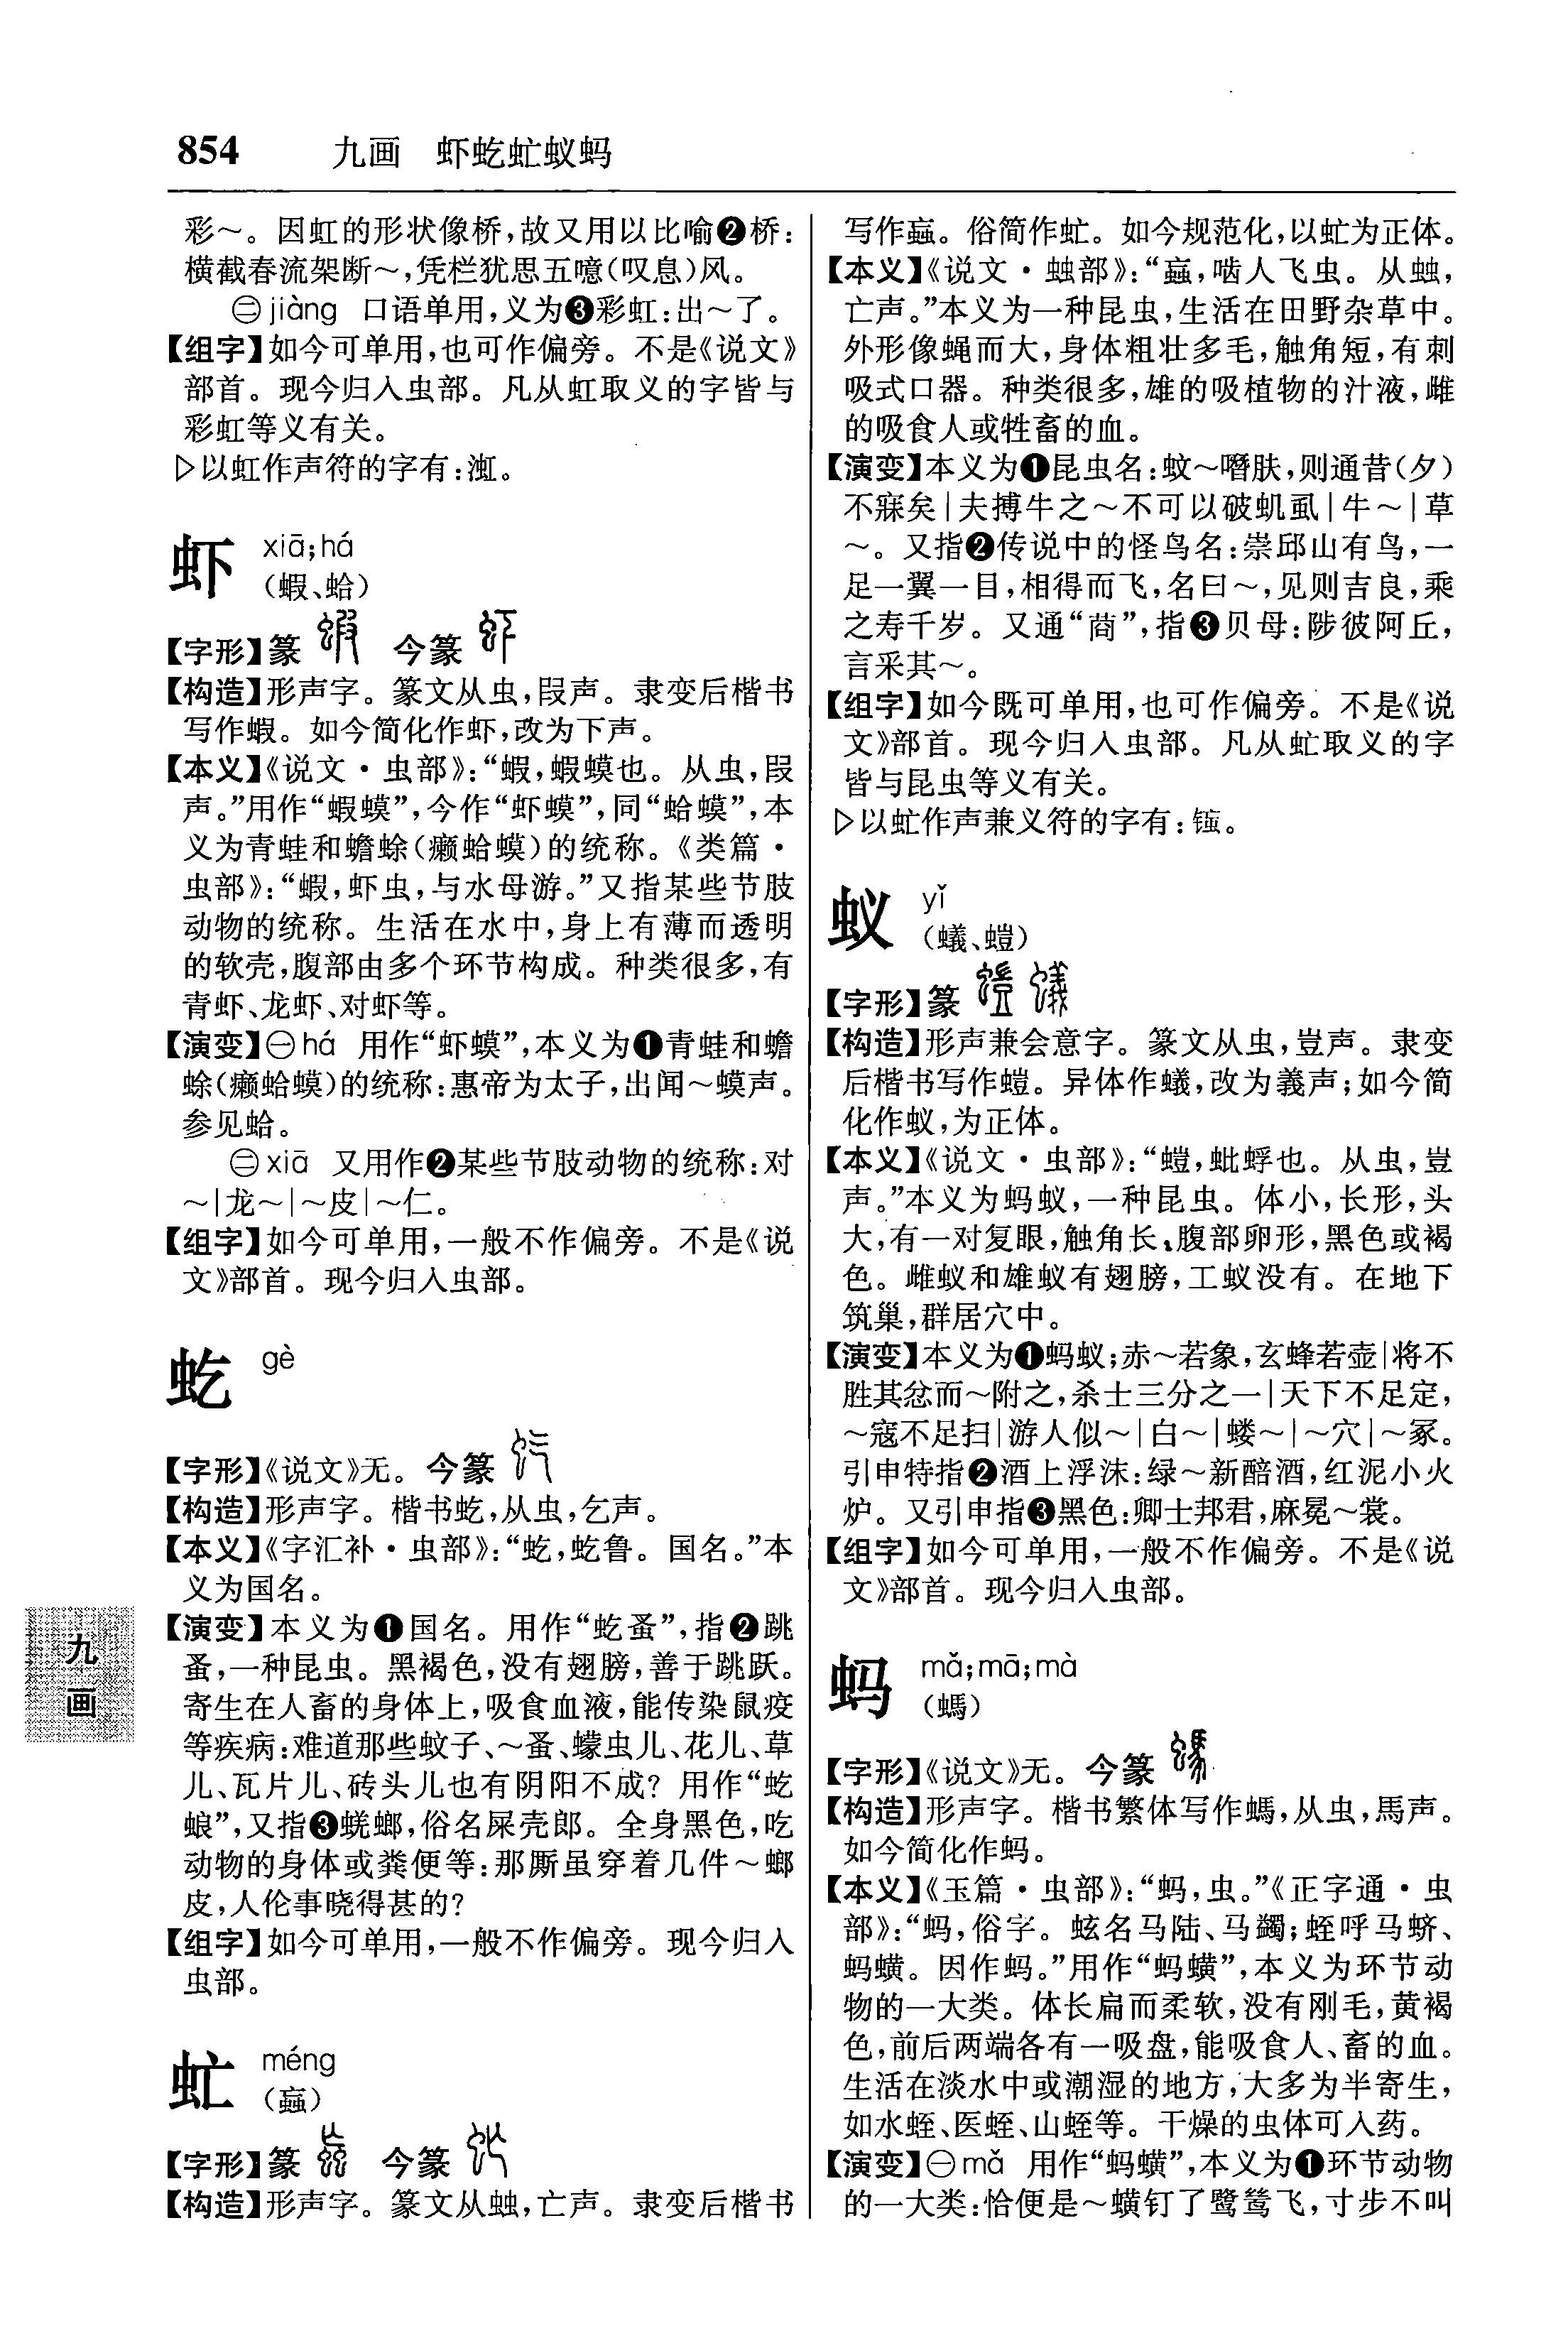 854 九画 虾虼虻蚁蚂
彩～。因虹的形状像桥,故又用以比喻❷桥:
横截春流架断～,凭栏犹思五噫(叹息)风。
㊁jiàng 口语单用,义为❸彩虹:出～了。
【组字】如今可单用,也可作偏旁。不是《说文》
部首。现今归入虫部。凡从虹取义的字皆与
彩虹等义有关。
▷以虹作声符的字有:渱。
虾 xiā;há
(蝦、蛤)
【字形】篆 今篆
【构造】形声字。篆文从虫,叚声。隶变后楷书
写作蝦。如今简化作虾,改为下声。
【本义】《说文·虫部》:“蝦,蝦蟆也。从虫,叚
声。”用作“蝦蟆”,今作“虾蟆”,同“蛤蟆”,本
义为青蛙和蟾蜍(癞蛤蟆)的统称。《类篇·
虫部》:“蝦,虾虫,与水母游。”又指某些节肢
动物的统称。生活在水中,身上有薄而透明
的软壳,腹部由多个环节构成。种类很多,有
青虾、龙虾、对虾等。
【演变】㊀há 用作“虾蟆”,本义为❶青蛙和蟾
蜍(癞蛤蟆)的统称:惠帝为太子,出闻～蟆声。
参见蛤。
㊁xiā 又用作❷某些节肢动物的统称:对
～|龙～|～皮|～仁。
【组字】如今可单用,一般不作偏旁。不是《说
文》部首。现今归入虫部。
虼 gè
【字形】《说文》无。今篆
【构造】形声字。楷书虼,从虫,乞声。
【本义】《字汇补·虫部》:“虼,虼鲁。国名。”本
义为国名。
【演变】本义为❶国名。用作“虼蚤”,指❷跳
蚤,一种昆虫。黑褐色,没有翅膀,善于跳跃。
寄生在人畜的身体上,吸食血液,能传染鼠疫
等疾病:难道那些蚊子、～蚤、蠓虫儿、花儿、草
儿、瓦片儿、砖头儿也有阴阳不成?用作“虼
蜋”,又指❸蜣螂,俗名屎壳郎。全身黑色,吃
动物的身体或粪便等:那厮虽穿着几件～螂
皮,人伦事晓得甚的?
【组字】如今可单用,一般不作偏旁。现今归入
虫部。
虻 méng
(蝱)
【字形】篆 今篆
【构造】形声字。篆文从䖵,亡声。隶变后楷书
写作蝱。俗简作虻。如今规范化,以虻为正体。
【本义】《说文·䖵部》:“蝱,啮人飞虫。从䖵,
亡声。”本义为一种昆虫,生活在田野杂草中。
外形像蝇而大,身体粗壮多毛,触角短,有刺
吸式口器。种类很多,雄的吸植物的汁液,雌
的吸食人或牲畜的血。
【演变】本义为❶昆虫名:蚊～噆肤,则通昔(夕)
不寐矣|夫搏牛之～不可以破虮虱|牛～|草
～。又指❷传说中的怪鸟名:崇邱山有鸟,一
足一翼一目,相得而飞,名曰～,见则吉良,乘
之寿千岁。又通“莔”,指❸贝母:陟彼阿丘,
言采其～。
【组字】如今既可单用,也可作偏旁。不是《说
文》部首。现今归入虫部。凡从虻取义的字
皆与昆虫等义有关。
▷以虻作声兼义符的字有:
蚁 yǐ
(蟻、螘)
【字形】篆
【构造】形声兼会意字。篆文从虫,豈声。隶变
后楷书写作螘。异体作蟻,改为義声;如今简
化作蚁,为正体。
【本义】《说文·虫部》:“螘,蚍蜉也。从虫,豈
声。”本义为蚂蚁,一种昆虫。体小,长形,头
大,有一对复眼,触角长,腹部卵形,黑色或褐
色。雌蚁和雄蚁有翅膀,工蚁没有。在地下
筑巢,群居穴中。
【演变】本义为❶蚂蚁;赤～若象,玄蜂若壶|将不
胜其忿而～附之,杀士三分之一|天下不足定,
～寇不足扫|游人似～|白～|蝼～|～穴|～冢。
引申特指❷酒上浮沫:绿～新醅酒,红泥小火
炉。又引申指❸黑色:卿士邦君,麻冕～裳。
【组字】如今可单用,一般不作偏旁。不是《说
文》部首。现今归入虫部。
蚂 mǎ;mā;mà
(螞)
【字形】《说文》无。今篆
【构造】形声字。楷书繁体写作螞,从虫,馬声。
如今简化作蚂。
【本义】《玉篇·虫部》:“蚂,虫。”《正字通·虫
部》:“蚂,俗字。蚿名马陆、马蠲;蛭呼马蛴、
蚂蟥。因作蚂。”用作“蚂蟥”,本义为环节动
物的一大类。体长扁而柔软,没有刚毛,黄褐
色,前后两端各有一吸盘,能吸食人、畜的血。
生活在淡水中或潮湿的地方,大多为半寄生,
如水蛭、医蛭、山蛭等。干燥的虫体可入药。
【演变】㊀mǎ 用作“蚂蟥”,本义为❶环节动物
的一大类:恰便是～蟥钉了鹭鸶飞,寸步不叫
九
画